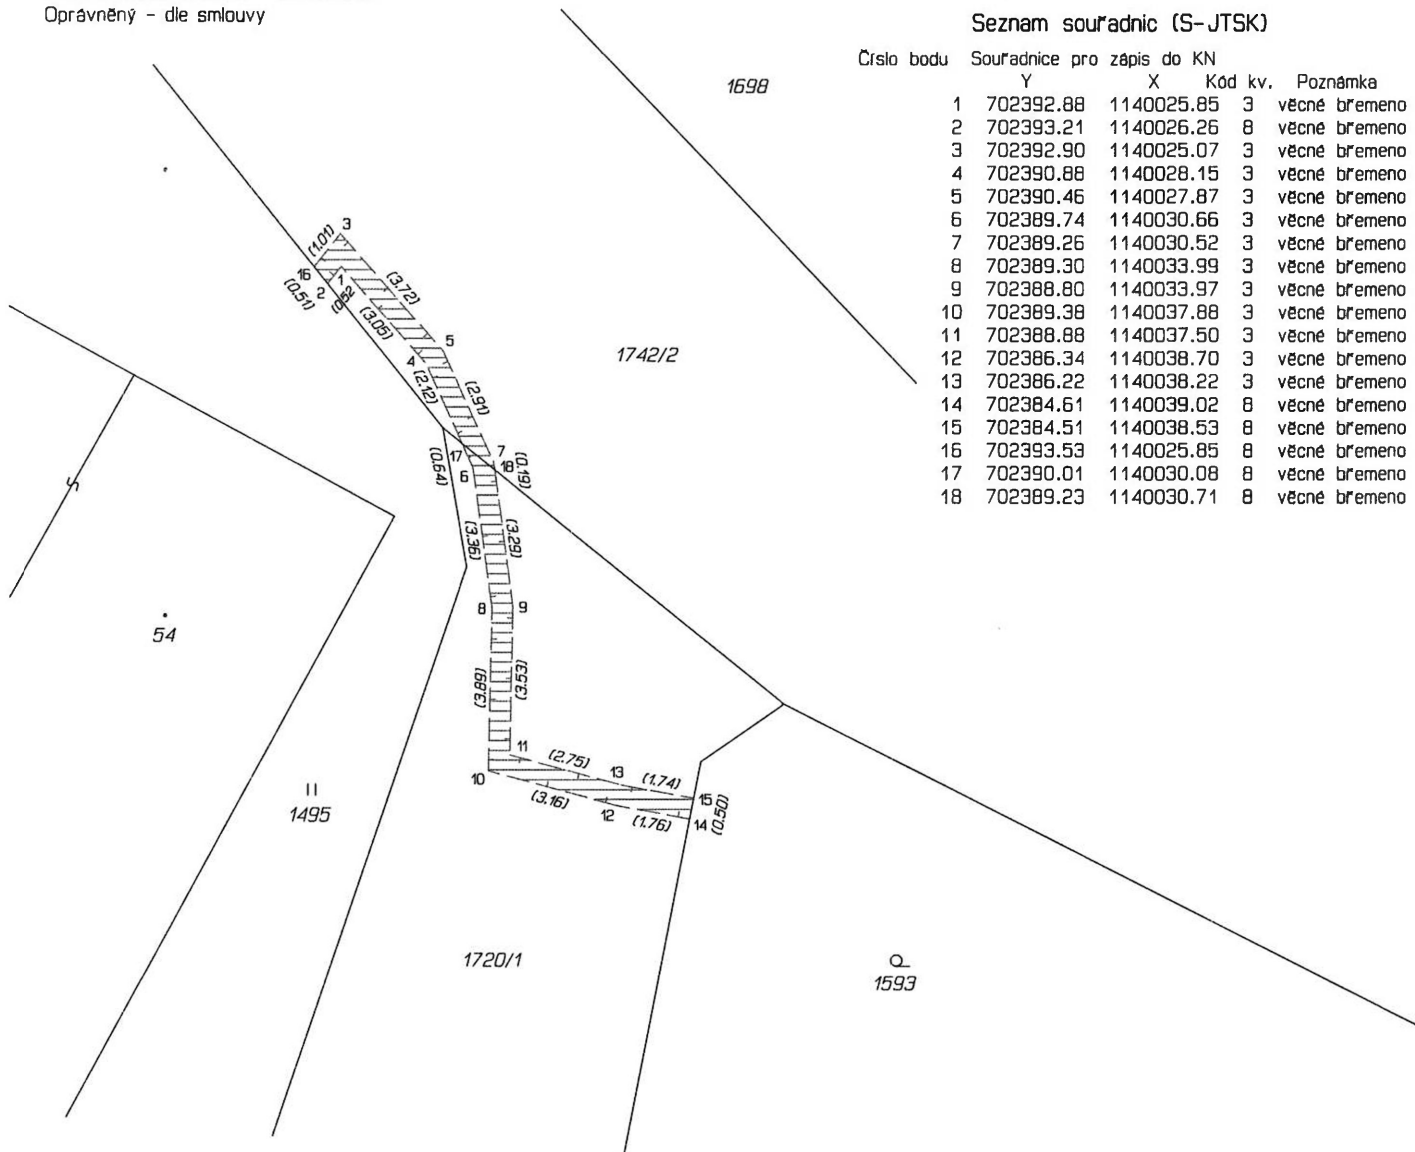 Oprávněný - dle smlouvy
Seznam souřadnic (S-JTSK)
Číslo bodu Souřadnice pro zápis do KN
Y X Kód kv. Poznámka
1 702392.88 1140025.85 3 věcné břemeno
2 702393.21 1140026.26 8 věcné břemeno
3 702392.90 1140025.07 3 věcné břemeno
4 702390.88 1140028.15 3 věcné břemeno
5 702390.46 1140027.87 3 věcné břemeno
6 702389.74 1140030.66 3 věcné břemeno
7 702389.26 1140030.52 3 věcné břemeno
8 702389.30 1140033.99 3 věcné břemeno
9 702388.80 1140033.97 3 věcné břemeno
10 702389.38 1140037.88 3 věcné břemeno
11 702388.88 1140037.50 3 věcné břemeno
12 702386.34 1140038.70 3 věcné břemeno
13 702386.22 1140038.22 3 věcné břemeno
14 702384.61 1140039.02 8 věcné břemeno
15 702384.51 1140038.53 8 věcné břemeno
16 702393.53 1140025.85 8 věcné břemeno
17 702390.01 1140030.08 8 věcné břemeno
18 702389.23 1140030.71 8 věcné břemeno
1698
3
(1.01)
16
1
2
(0.51)
(0.52
(3.72)
(3.05)
5
4
1742/2
(2.12)
(2.91)
7
17
18
6
(0.19)
(0.64)
(3.36)
(3.29)
8
9
54
(3.89)
(3.53)
11
(2.75)
13
(1.74)
10
(3.16)
12
(1.76)
15
14
(0.50)
1495
1720/1
1593